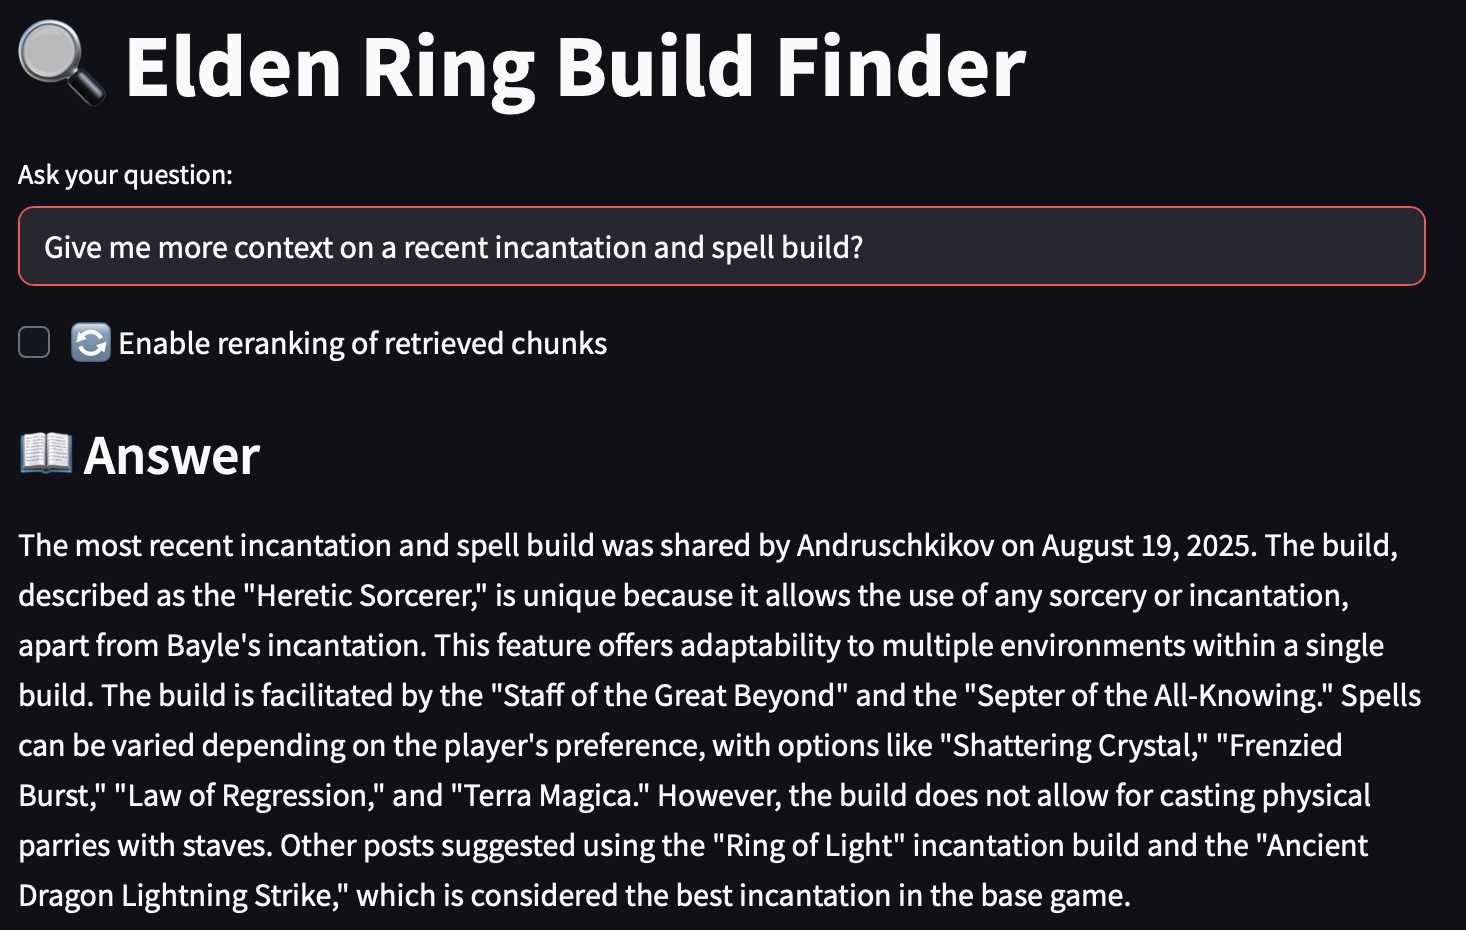 Elden Ring Build Finder
Ask your question:
Give me more context on a recent incantation and spell build?
Enable reranking of retrieved chunks
Answer
The most recent incantation and spell build was shared by Andruschkikov on August 19, 2025. The build,
described as the "Heretic Sorcerer," is unique because it allows the use of any sorcery or incantation,
apart from Bayle's incantation. This feature offers adaptability to multiple environments within a single
build. The build is facilitated by the "Staff of the Great Beyond" and the "Septer of the All-Knowing." Spells
can be varied depending on the player's preference, with options like "Shattering Crystal," "Frenzied
Burst," "Law of Regression," and "Terra Magica." However, the build does not allow for casting physical
parries with staves. Other posts suggested using the "Ring of Light" incantation build and the "Ancient
Dragon Lightning Strike," which is considered the best incantation in the base game.